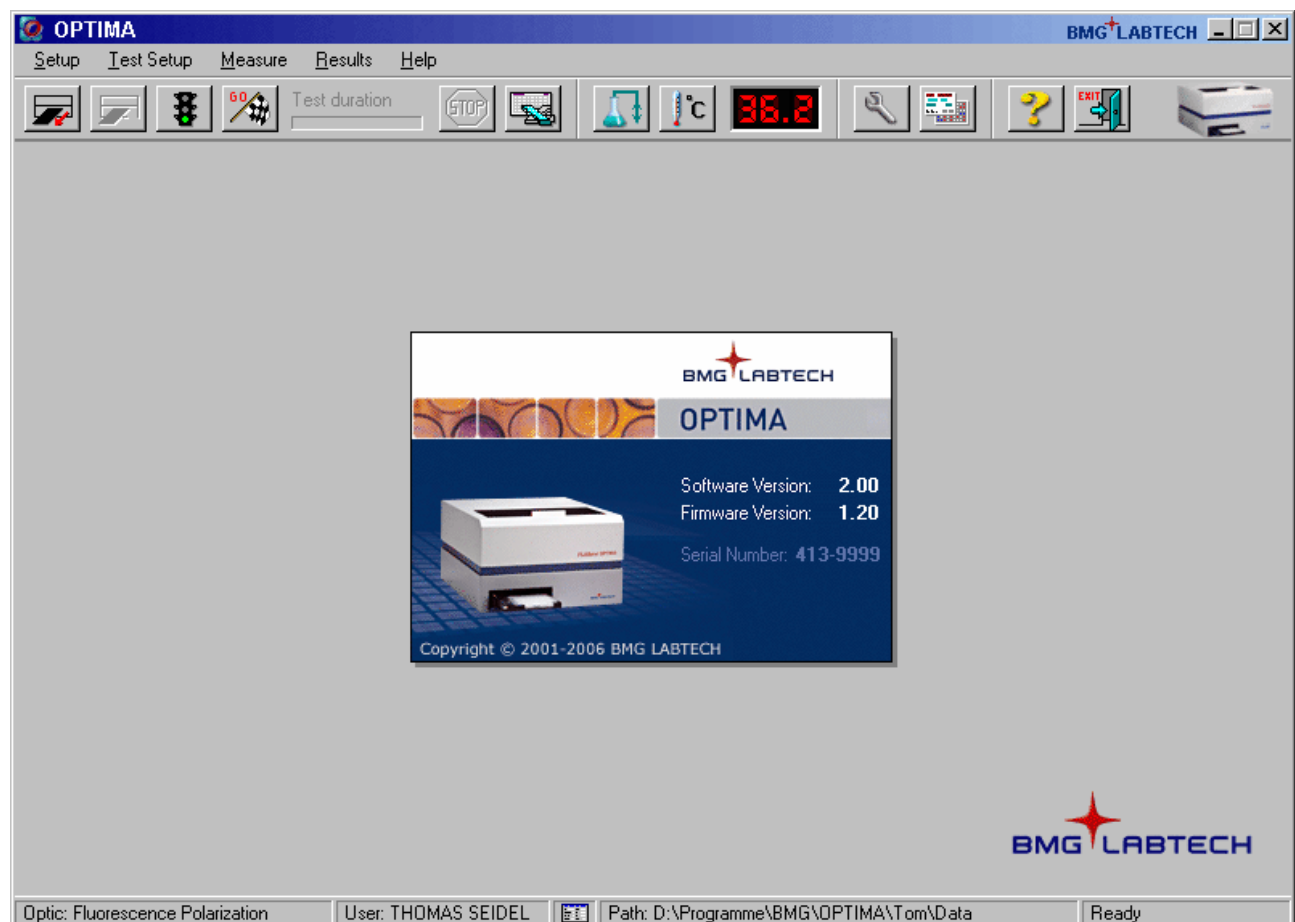 OPTIMA
BMG LABTECH
Setup Test Setup Measure Results Help
GO Test duration STOP °C 36.2 ? EXIT
BMG LABTECH
OPTIMA
Software Version: 2.00
Firmware Version: 1.20
Serial Number: 413-9999
Copyright © 2001-2006 BMG LABTECH
BMG LABTECH
Optic: Fluorescence Polarization User: THOMAS SEIDEL Path: D:\Programme\BMG\OPTIMA\Tom\Data Ready